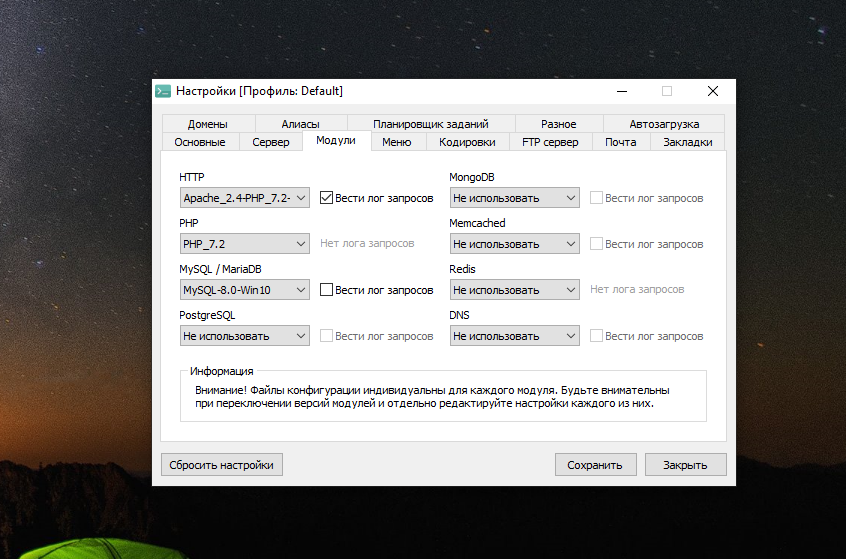 Настройки [Профиль: Default]
Домены Алиасы Планировщик заданий Разное Автозагрузка
Основные Сервер Модули Меню Кодировки FTP сервер Почта Закладки
HTTP
Apache_2.4-PHP_7.2- Вести лог запросов
PHP
PHP_7.2 Нет лога запросов
MySQL / MariaDB
MySQL-8.0-Win10 Вести лог запросов
PostgreSQL
Не использовать Вести лог запросов
MongoDB
Не использовать Вести лог запросов
Memcached
Не использовать Вести лог запросов
Redis
Не использовать Нет лога запросов
DNS
Не использовать Вести лог запросов
Информация
Внимание! Файлы конфигурации индивидуальны для каждого модуля. Будьте внимательны
при переключении версий модулей и отдельно редактируйте настройки каждого из них.
Сбросить настройки Сохранить Закрыть